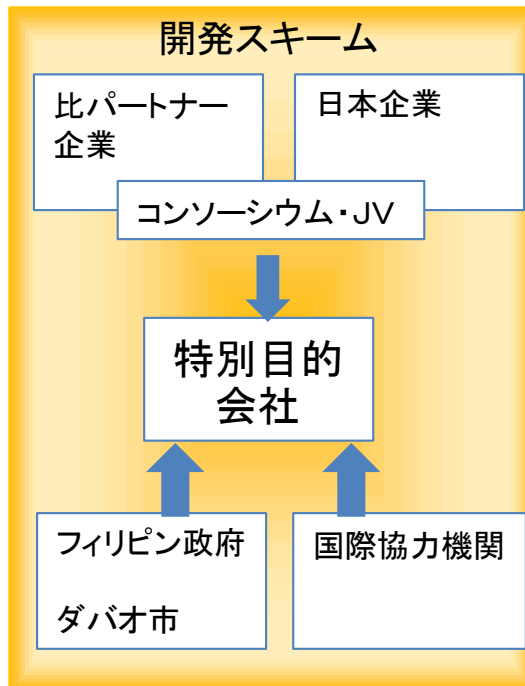 開発スキーム
比パートナー
企業
日本企業
コンソーシウム・JV
特別目的
会社
フィリピン政府
ダバオ市
国際協力機関